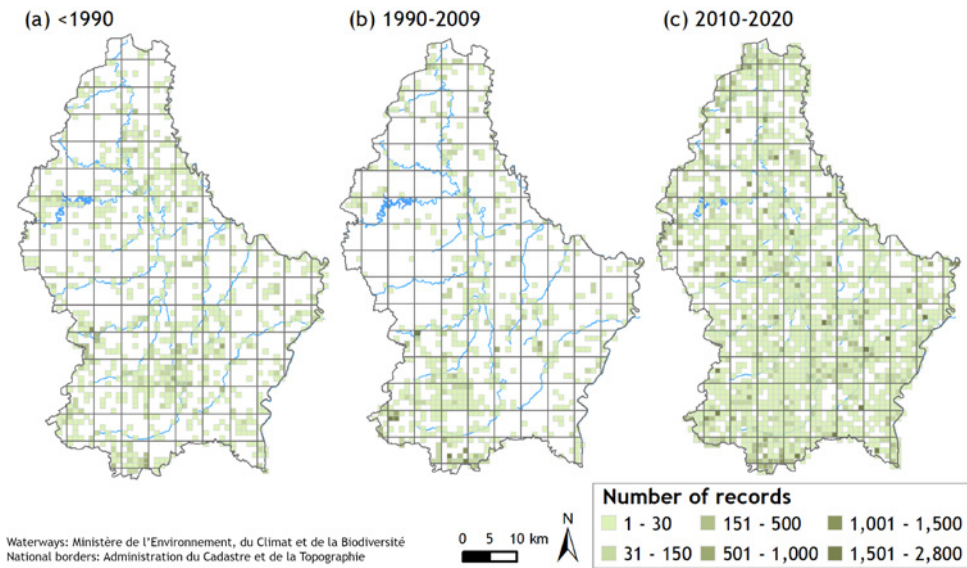 (a) <1990
(b) 1990-2009
(c) 2010-2020
Waterways: Ministère de l'Environnement, du Climat et de la Biodiversité
National borders: Administration du Cadastre et de la Topographie
0 5 10 km
N
Number of records
1 - 30 151 - 500 1,001 - 1,500
31 - 150 501 - 1,000 1,501 - 2,800